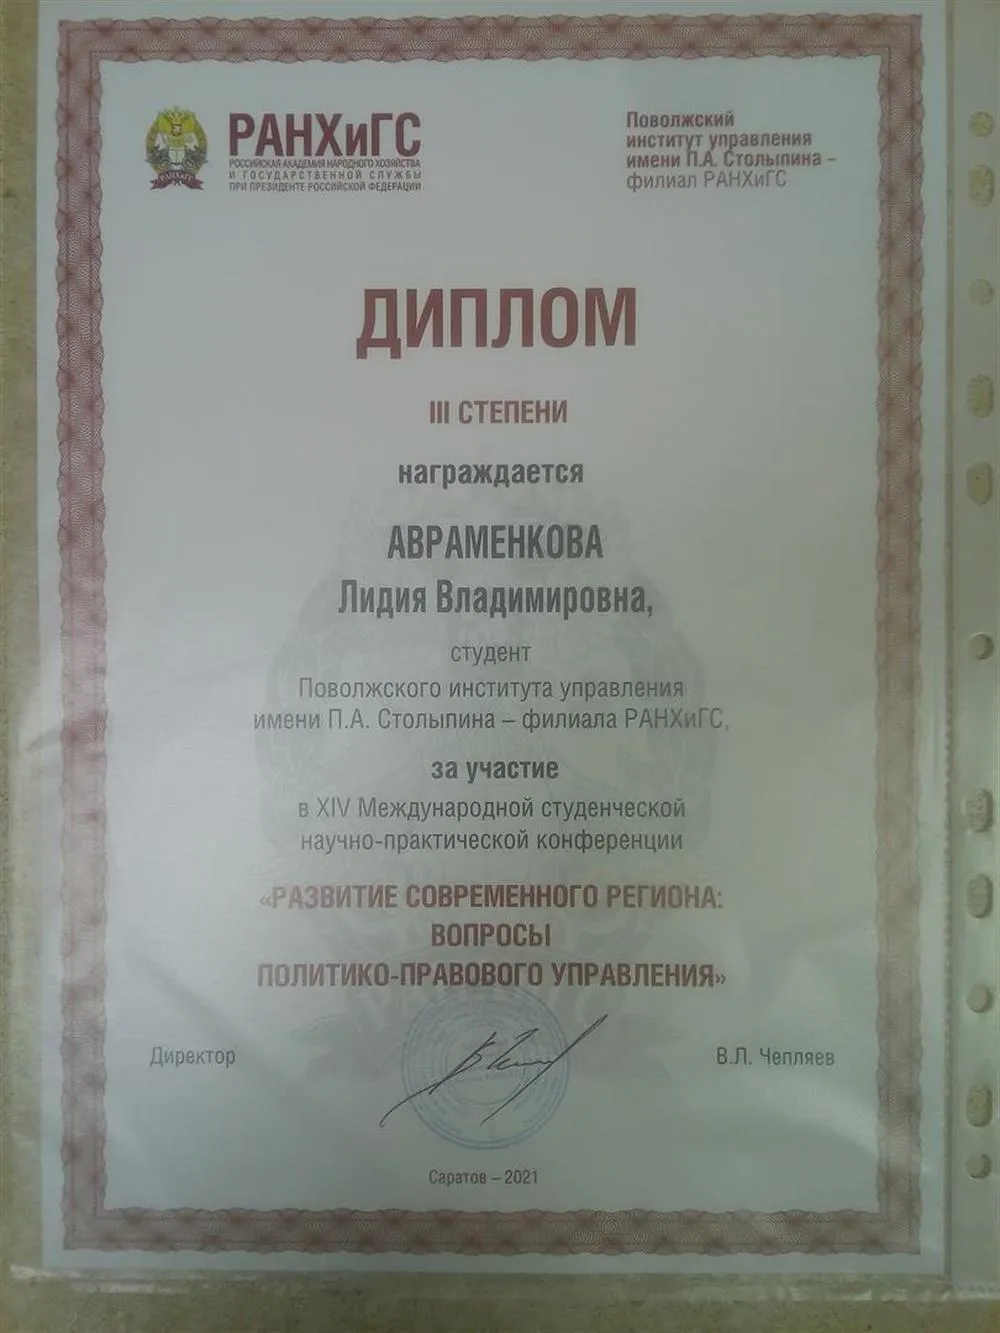 РАНХиГС
РОССИЙСКАЯ АКАДЕМИЯ НАРОДНОГО ХОЗЯЙСТВА
И ГОСУДАРСТВЕННОЙ СЛУЖБЫ
ПРИ ПРЕЗИДЕНТЕ РОССИЙСКОЙ ФЕДЕРАЦИИ
РАНХиГС
Поволжский
институт управления
имени П.А. Столыпина –
филиал РАНХиГС
ДИПЛОМ
III СТЕПЕНИ
награждается
АВРАМЕНКОВА
Лидия Владимировна,
студент
Поволжского института управления
имени П.А. Столыпина – филиала РАНХиГС,
за участие
в XIV Международной студенческой
научно-практической конференции
«РАЗВИТИЕ СОВРЕМЕННОГО РЕГИОНА:
ВОПРОСЫ
ПОЛИТИКО-ПРАВОВОГО УПРАВЛЕНИЯ»
Директор
В.Л. Чепляев
Саратов – 2021